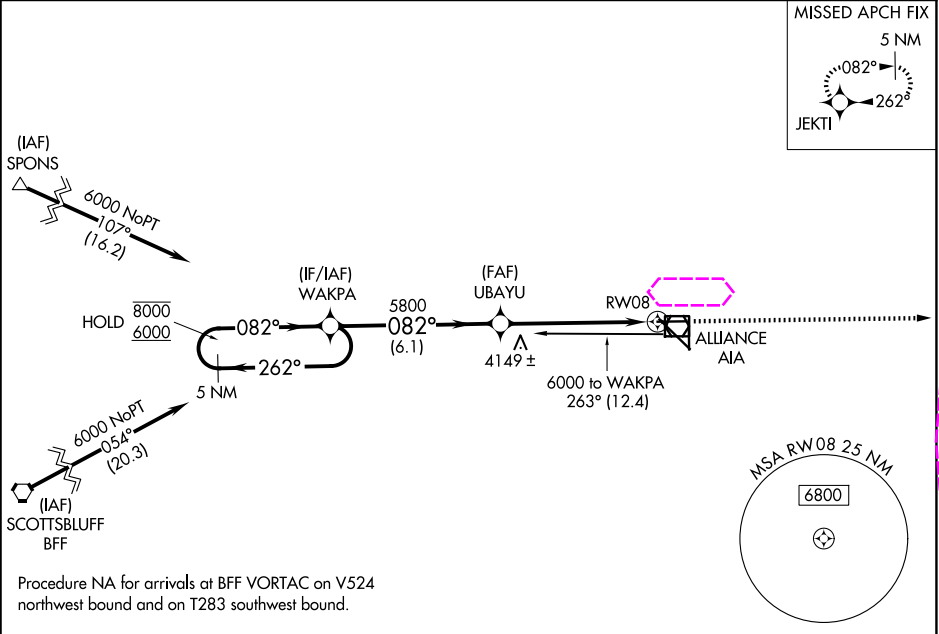 MISSED APCH FIX
5 NM
082°
262°
JEKTI
(IAF)
SPONS
6000 NoPT
107°
(16.2)
(IF/IAF)
WAKPA
(FAF)
UBAYU
HOLD
8000
6000
082°
262°
5 NM
5800
082°
(6.1)
RW08
4149 ±
ALLIANCE
AIA
6000 to WAKPA
263° (12.4)
6000 NoPT
054°
(20.3)
(IAF)
SCOTTSBLUFF
BFF
MSA RW08 25 NM
6800
Procedure NA for arrivals at BFF VORTAC on V524
northwest bound and on T283 southwest bound.